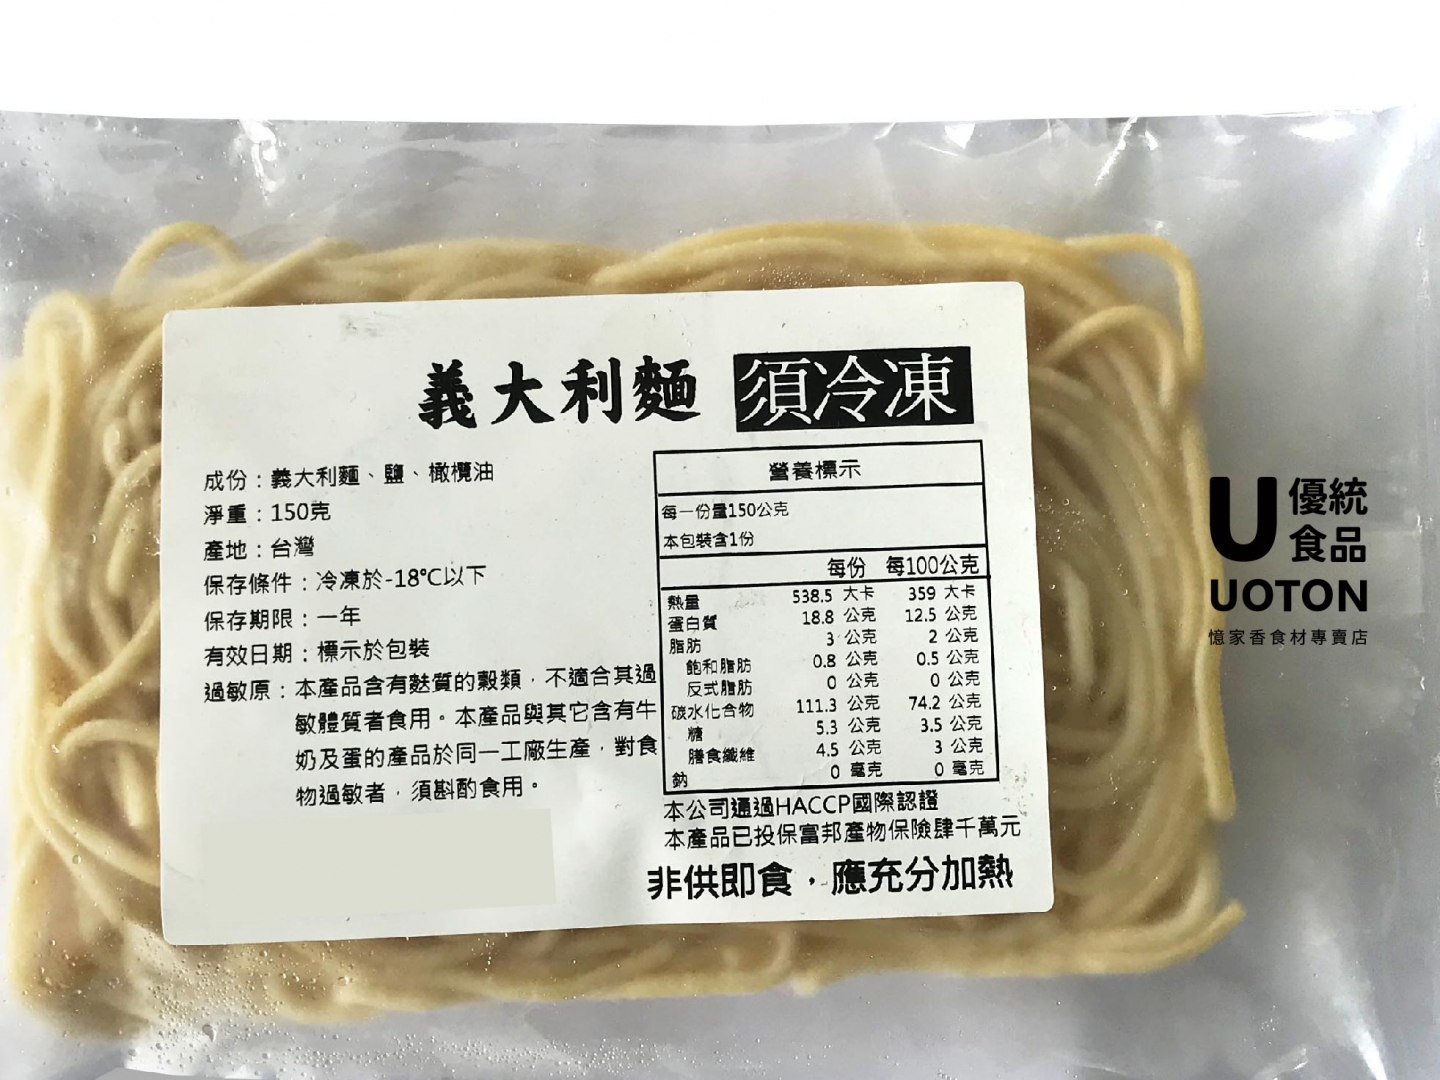 義大利麵 須冷凍
成份：義大利麵、鹽、橄欖油
淨重：150克
產地：台灣
保存條件：冷凍於-18℃以下
保存期限：一年
有效日期：標示於包裝
過敏原：本產品含有麩質的穀類，不適合其過
敏體質者食用。本產品與其它含有牛
奶及蛋的產品於同一工廠生產，對食
物過敏者，須斟酌食用。
營養標示
每一份量150公克
本包裝含1份
每份 每100公克
熱量 538.5 大卡 359 大卡
蛋白質 18.8 公克 12.5 公克
脂肪 3 公克 2 公克
飽和脂肪 0.8 公克 0.5 公克
反式脂肪 0 公克 0 公克
碳水化合物 111.3 公克 74.2 公克
糖 5.3 公克 3.5 公克
膳食纖維 4.5 公克 3 公克
鈉 0 毫克 0 毫克
本公司通過HACCP國際認證
本產品已投保富邦產物保險肆千萬元
非供即食，應充分加熱
U 優統
食品
UOTON
憶家香食材專賣店